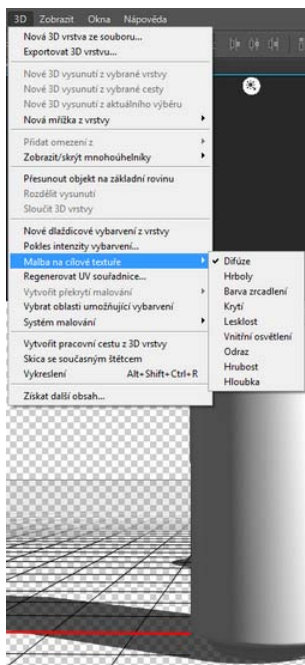 3D Zobrazit Okna Nápověda
Nová 3D vrstva ze souboru...
Exportovat 3D vrstvu...
Nové 3D vysunutí z vybrané vrstvy
Nové 3D vysunutí z vybrané cesty
Nové 3D vysunutí z aktuálního výběru
Nová mřížka z vrstvy
Přidat omezení z
Zobrazit/skrýt mnohoúhelníky
Přesunout objekt na základní rovinu
Rozdělit vysunutí
Sloučit 3D vrstvy
Nové dlaždicové vybarvení z vrstvy
Pokles intenzity vybarvení...
Malba na cílové textuře
Regenerovat UV souřadnice...
Vytvořit překrytí malování
Vybrat oblasti umožňující vybarvení
Systém malování
Vytvořit pracovní cestu z 3D vrstvy
Skica se současným štětcem
Vykreslení Alt+Shift+Ctrl+R
Získat další obsah...
Difúze
Hrboly
Barva zrcadlení
Krytí
Lesklost
Vnitřní osvětlení
Odraz
Hrubost
Hloubka